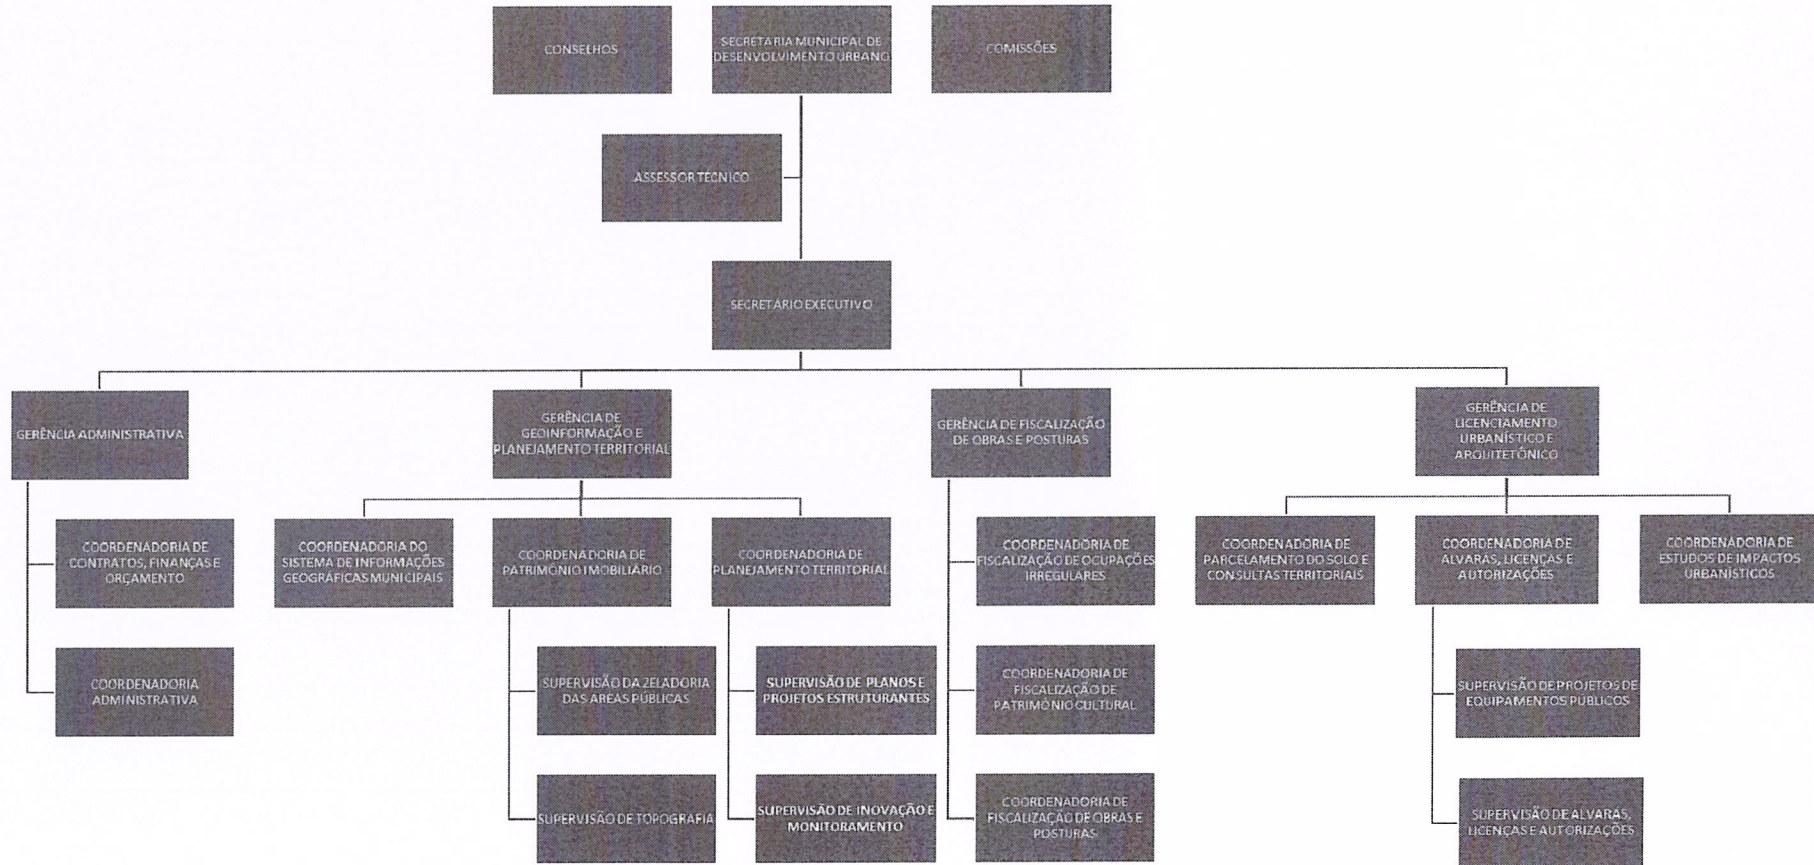 CONSELHOS
SECRETARIA MUNICIPAL DE
DESENVOLVIMENTO URBANO
COMISSÕES
ASSESSOR TÉCNICO
SECRETÁRIO EXECUTIVO
GERÊNCIA ADMINISTRATIVA
GERÊNCIA DE
GEOINFORMAÇÃO E
PLANEJAMENTO TERRITORIAL
GERÊNCIA DE FISCALIZAÇÃO
DE OBRAS E POSTURAS
GERÊNCIA DE
LICENCIAMENTO
URBANÍSTICO E
ARQUITETÔNICO
COORDENADORIA DE
CONTRATOS, FINANÇAS E
ORÇAMENTO
COORDENADORIA DO
SISTEMA DE INFORMAÇÕES
GEOGRÁFICAS MUNICIPAIS
COORDENADORIA DE
PATRIMÔNIO IMOBILIÁRIO
COORDENADORIA DE
PLANEJAMENTO TERRITORIAL
COORDENADORIA DE
FISCALIZAÇÃO DE OCUPAÇÕES
IRREGULARES
COORDENADORIA DE
PARCELAMENTO DO SOLO E
CONSULTAS TERRITORIAIS
COORDENADORIA DE
ALVARÁS, LICENÇAS E
AUTORIZAÇÕES
COORDENADORIA DE
ESTUDOS DE IMPACTOS
URBANÍSTICOS
COORDENADORIA
ADMINISTRATIVA
SUPERVISÃO DA ZELADORIA
DAS ÁREAS PÚBLICAS
SUPERVISÃO DE PLANOS E
PROJETOS ESTRUTURANTES
COORDENADORIA DE
FISCALIZAÇÃO DE
PATRIMÔNIO CULTURAL
SUPERVISÃO DE PROJETOS DE
EQUIPAMENTOS PÚBLICOS
SUPERVISÃO DE TOPOGRAFIA
SUPERVISÃO DE INOVAÇÃO E
MONITORAMENTO
COORDENADORIA DE
FISCALIZAÇÃO DE OBRAS E
POSTURAS
SUPERVISÃO DE ALVARÁS,
LICENÇAS E AUTORIZAÇÕES